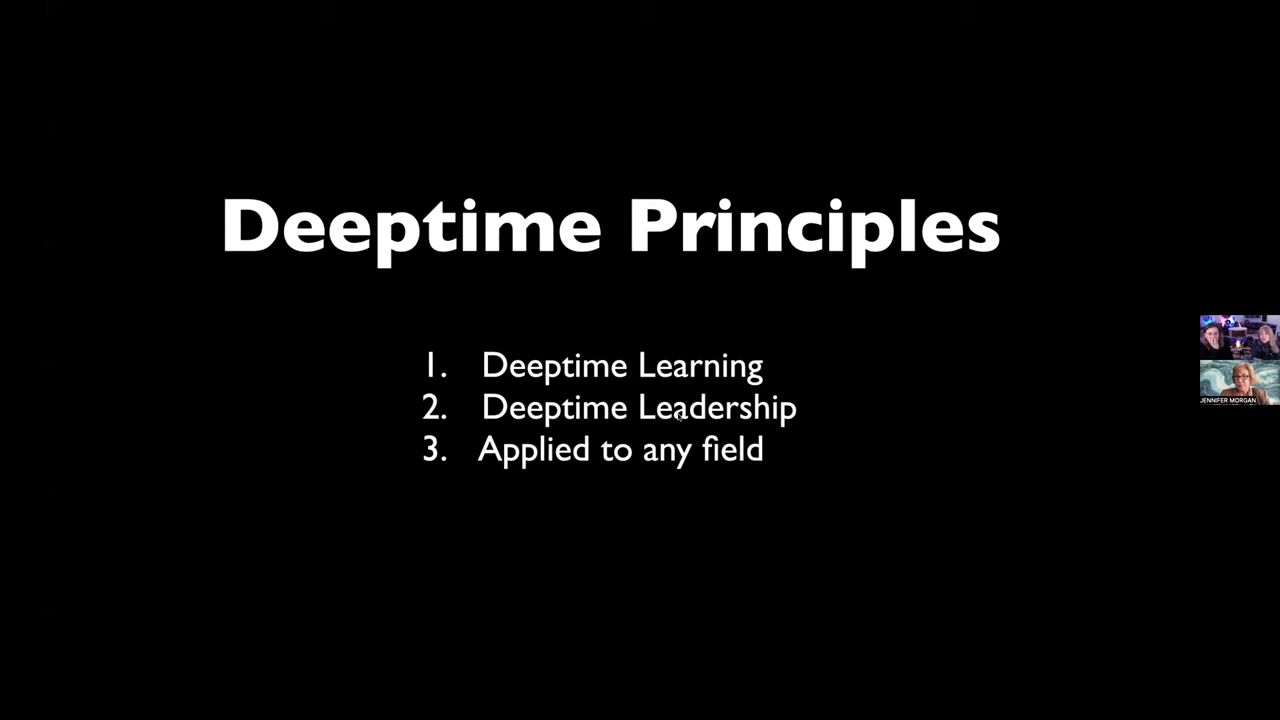 Deeptime Principles
1. Deeptime Learning
2. Deeptime Leadership
3. Applied to any field
JENNIFER MORGAN